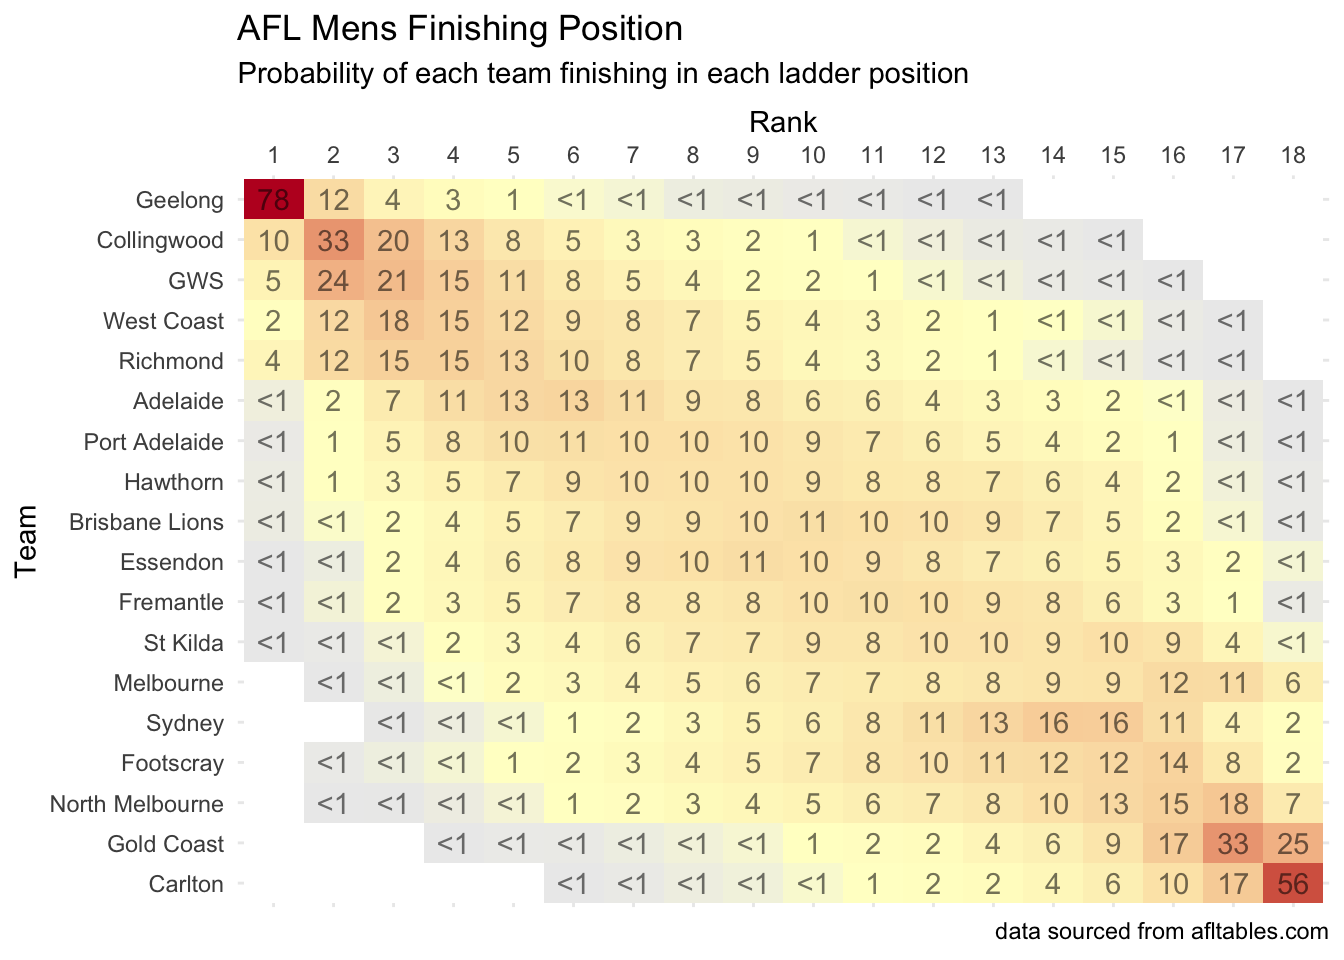 AFL Mens Finishing Position
Probability of each team finishing in each ladder position
Rank
1 2 3 4 5 6 7 8 9 10 11 12 13 14 15 16 17 18
Team
Geelong 78 12 4 3 1 <1 <1 <1 <1 <1 <1 <1 <1
Collingwood 10 33 20 13 8 5 3 3 2 1 <1 <1 <1 <1 <1
GWS 5 24 21 15 11 8 5 4 2 2 1 <1 <1 <1 <1 <1
West Coast 2 12 18 15 12 9 8 7 5 4 3 2 1 <1 <1 <1 <1
Richmond 4 12 15 15 13 10 8 7 5 4 3 2 1 <1 <1 <1 <1
Adelaide <1 2 7 11 13 13 11 9 8 6 6 4 3 3 2 <1 <1 <1
Port Adelaide <1 1 5 8 10 11 10 10 10 9 7 6 5 4 2 1 <1 <1
Hawthorn <1 1 3 5 7 9 10 10 10 9 8 8 7 6 4 2 <1 <1
Brisbane Lions <1 <1 2 4 5 7 9 9 10 11 10 10 9 7 5 2 <1 <1
Essendon <1 <1 2 4 6 8 9 10 11 10 9 8 7 6 5 3 2 <1
Fremantle <1 <1 2 3 5 7 8 8 8 10 10 10 9 8 6 3 1 <1
St Kilda <1 <1 <1 2 3 4 6 7 7 9 8 10 10 9 10 9 4 <1
Melbourne <1 <1 <1 2 3 4 5 6 7 7 8 8 9 9 12 11 6
Sydney <1 <1 <1 1 2 3 5 6 8 11 13 16 16 11 4 2
Footscray <1 <1 <1 1 2 3 4 5 7 8 10 11 12 12 14 8 2
North Melbourne <1 <1 <1 <1 1 2 3 4 5 6 7 8 10 13 15 18 7
Gold Coast <1 <1 <1 <1 <1 <1 1 2 2 4 6 9 17 33 25
Carlton <1 <1 <1 <1 <1 1 2 2 4 6 10 17 56
data sourced from afltables.com